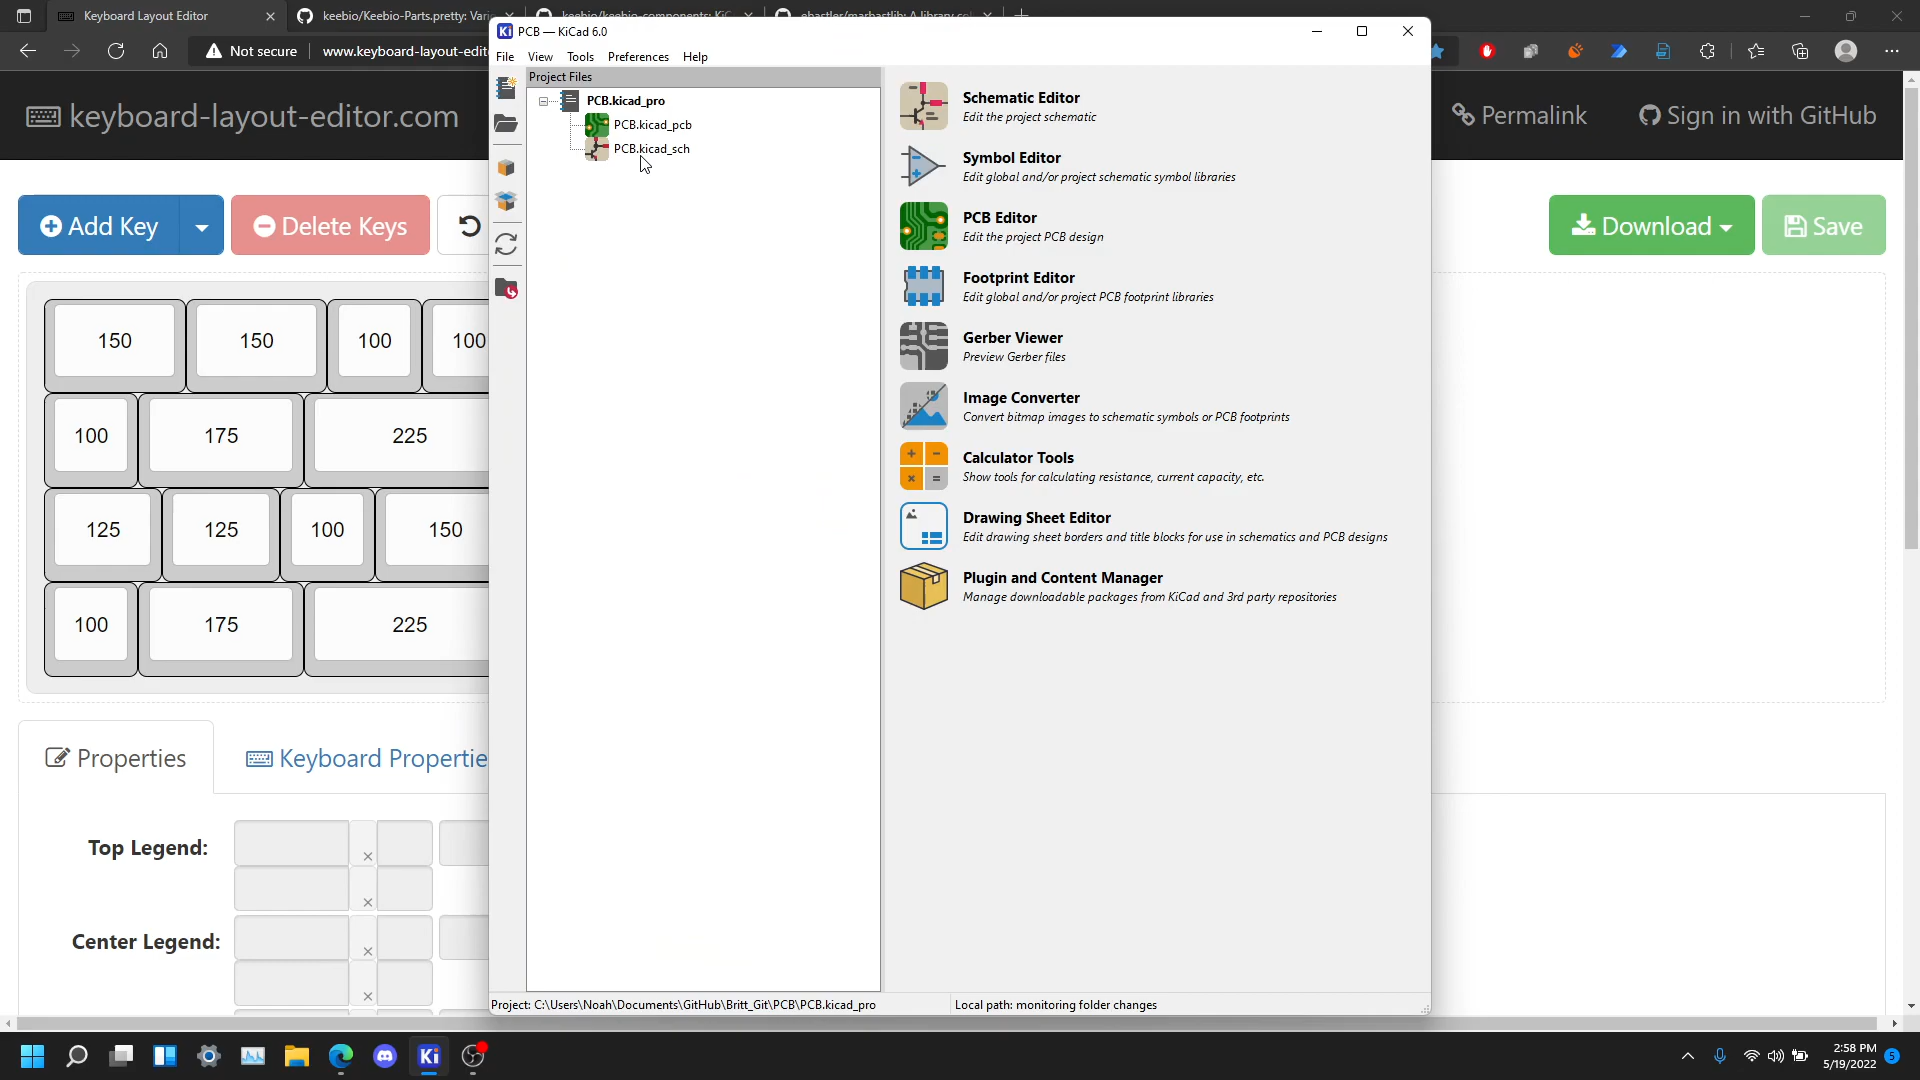 Keyboard Layout Editor
keebio/Keebio-Parts.pretty: Vari
keebio/keebio-components: KiC
ebastler/marbastlib: A library co
Not secure
www.keyboard-layout-edit
keyboard-layout-editor.com
Permalink
Sign in with GitHub
Add Key
Delete Keys
Download
Save
150
150
100
100
100
175
225
125
125
100
150
100
175
225
Properties
Keyboard Propertie
Top Legend:
Center Legend:
PCB — KiCad 6.0
File View Tools Preferences Help
Project Files
PCB.kicad_pro
PCB.kicad_pcb
PCB.kicad_sch
Schematic Editor
Edit the project schematic
Symbol Editor
Edit global and/or project schematic symbol libraries
PCB Editor
Edit the project PCB design
Footprint Editor
Edit global and/or project PCB footprint libraries
Gerber Viewer
Preview Gerber files
Image Converter
Convert bitmap images to schematic symbols or PCB footprints
Calculator Tools
Show tools for calculating resistance, current capacity, etc.
Drawing Sheet Editor
Edit drawing sheet borders and title blocks for use in schematics and PCB designs
Plugin and Content Manager
Manage downloadable packages from KiCad and 3rd party repositories
Project: C:\Users\Noah\Documents\GitHub\Britt_Git\PCB\PCB.kicad_pro
Local path: monitoring folder changes
2:58 PM
5/19/2022
5